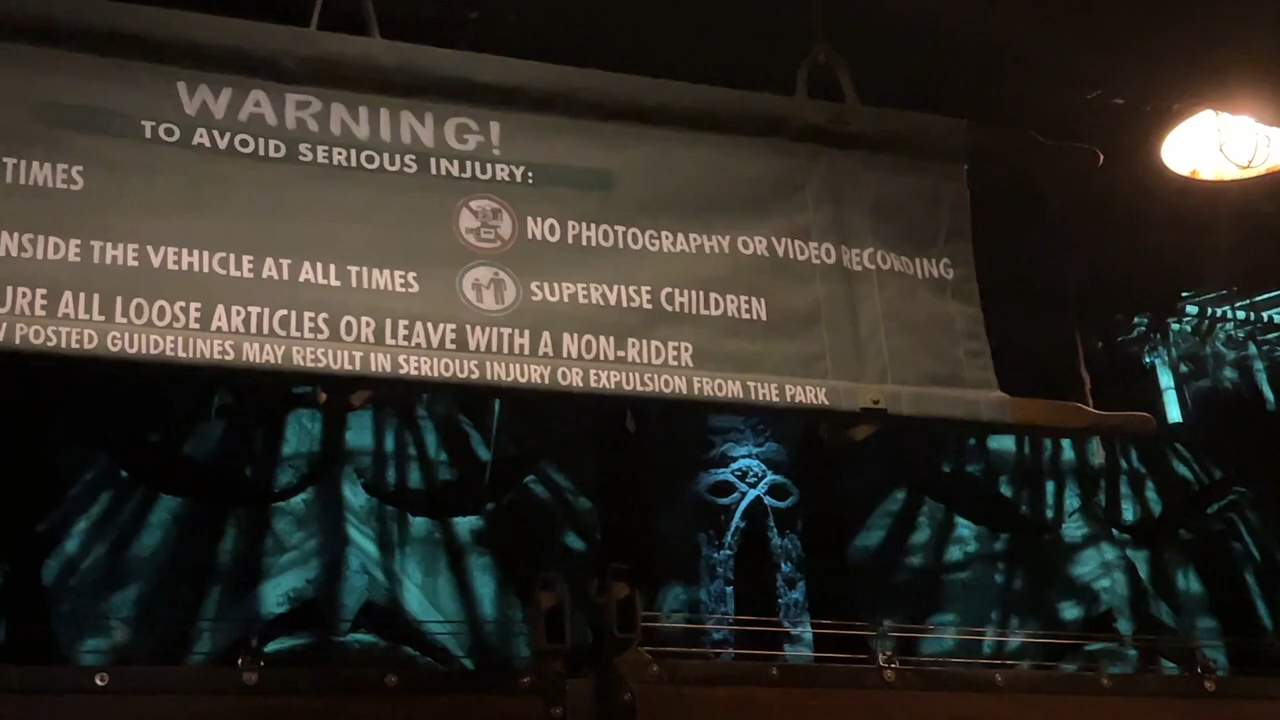 WARNING!
TO AVOID SERIOUS INJURY:
TIMES
NO PHOTOGRAPHY OR VIDEO RECORDING
NSIDE THE VEHICLE AT ALL TIMES
SUPERVISE CHILDREN
URE ALL LOOSE ARTICLES OR LEAVE WITH A NON-RIDER
W POSTED GUIDELINES MAY RESULT IN SERIOUS INJURY OR EXPULSION FROM THE PARK